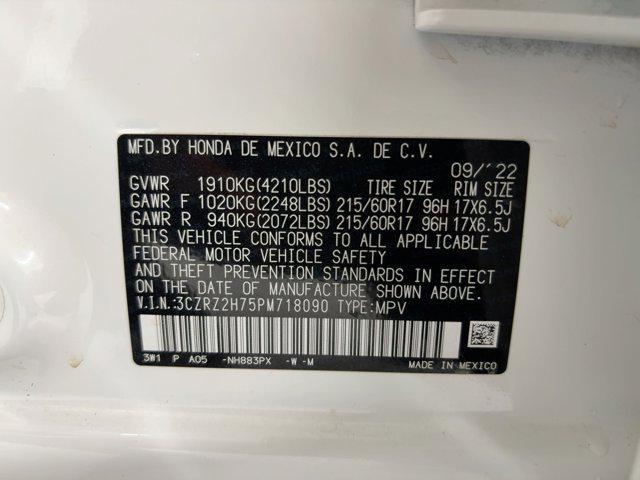 MFD.BY HONDA DE MEXICO S.A. DE C.V.
09/'22
GVWR 1910KG(4210LBS) TIRE SIZE RIM SIZE
GAWR F 1020KG(2248LBS) 215/60R17 96H 17X6.5J
GAWR R 940KG(2072LBS) 215/60R17 96H 17X6.5J
THIS VEHICLE CONFORMS TO ALL APPLICABLE
FEDERAL MOTOR VEHICLE SAFETY
AND THEFT PREVENTION STANDARDS IN EFFECT
ON THE DATE OF MANUFACTURE SHOWN ABOVE.
V.I.N.:3CZRZ2H75PM718090 TYPE:MPV
3W1 P A05 -NH883PX -W-M MADE IN MEXICO